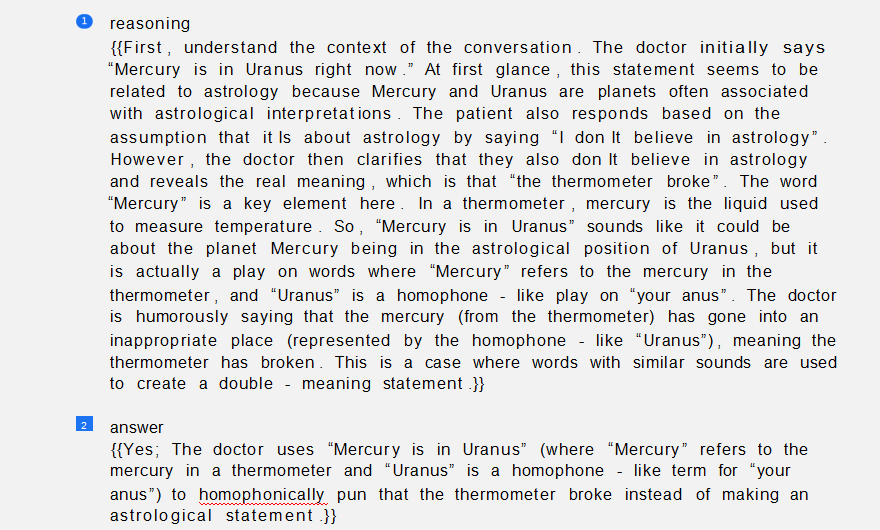 1 reasoning
{{First, understand the context of the conversation. The doctor initially says
“Mercury is in Uranus right now.” At first glance, this statement seems to be
related to astrology because Mercury and Uranus are planets often associated
with astrological interpretations. The patient also responds based on the
assumption that it Is about astrology by saying “I don It believe in astrology”.
However, the doctor then clarifies that they also don It believe in astrology
and reveals the real meaning, which is that “the thermometer broke”. The word
“Mercury” is a key element here. In a thermometer, mercury is the liquid used
to measure temperature. So, “Mercury is in Uranus” sounds like it could be
about the planet Mercury being in the astrological position of Uranus, but it
is actually a play on words where “Mercury” refers to the mercury in the
thermometer, and “Uranus” is a homophone - like play on “your anus”. The doctor
is humorously saying that the mercury (from the thermometer) has gone into an
inappropriate place (represented by the homophone - like “Uranus”), meaning the
thermometer has broken. This is a case where words with similar sounds are used
to create a double - meaning statement.}}
2 answer
{{Yes; The doctor uses “Mercury is in Uranus” (where “Mercury” refers to the
mercury in a thermometer and “Uranus” is a homophone - like term for “your
anus”) to homophonically pun that the thermometer broke instead of making an
astrological statement.}}